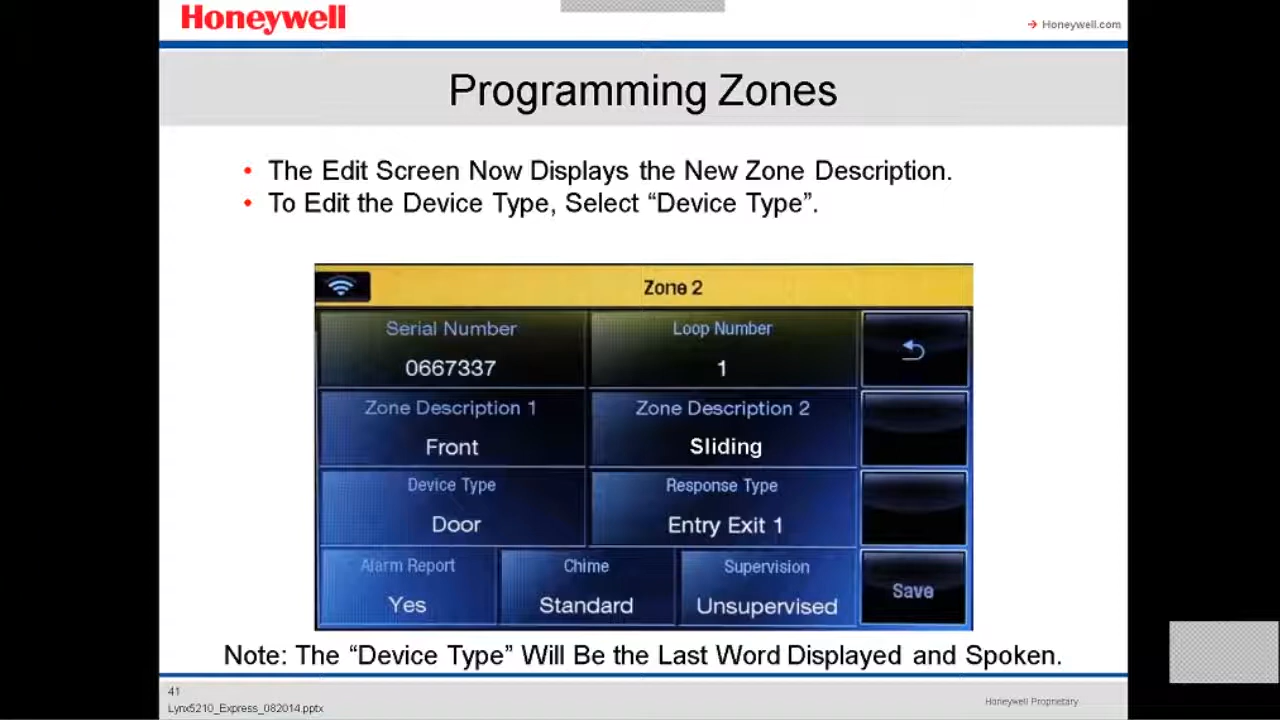 Honeywell
Honeywell.com
Programming Zones
• The Edit Screen Now Displays the New Zone Description.
• To Edit the Device Type, Select “Device Type”.
Zone 2
Serial Number
0667337
Loop Number
1
Zone Description 1
Front
Zone Description 2
Sliding
Device Type
Door
Response Type
Entry Exit 1
Alarm Report
Yes
Chime
Standard
Supervision
Unsupervised
Save
Note: The “Device Type” Will Be the Last Word Displayed and Spoken.
41
Lynx5210_Express_082014.pptx
Honeywell Proprietary